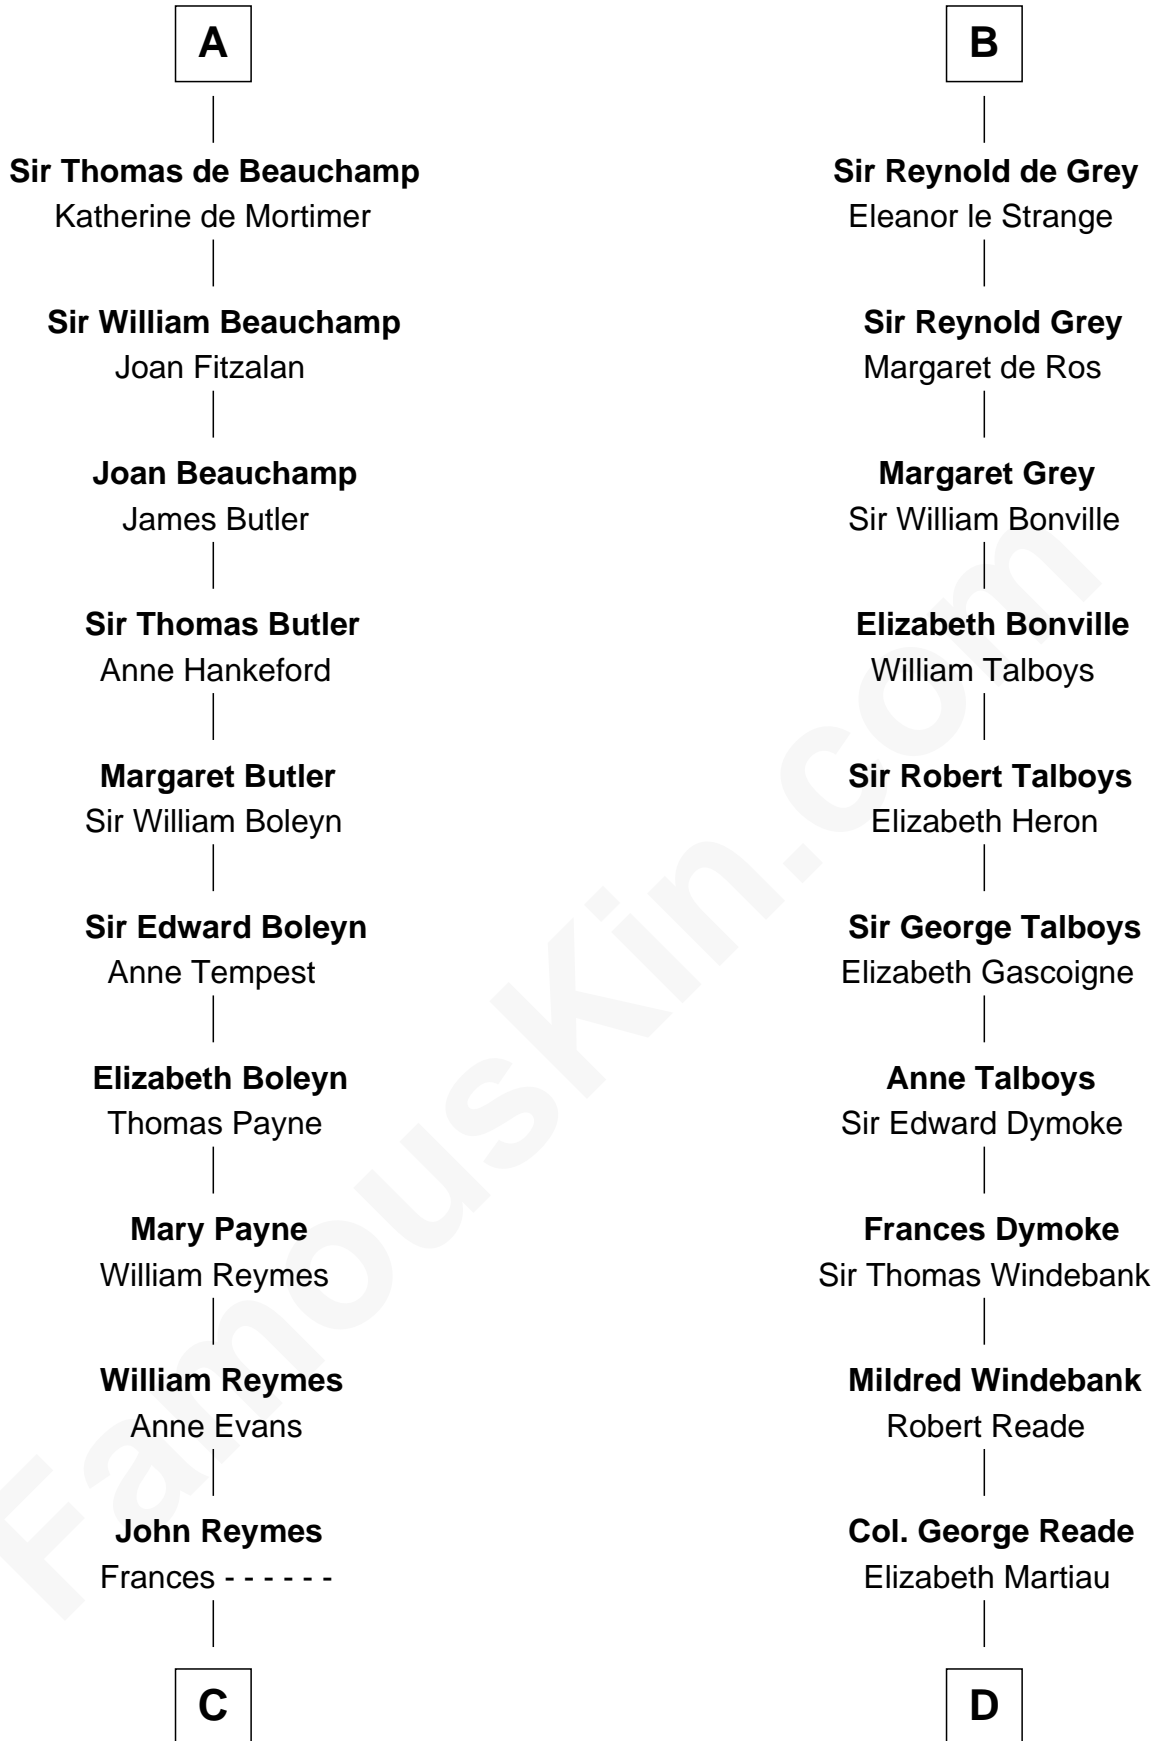 A
Sir Thomas de Beauchamp
Katherine de Mortimer
Sir William Beauchamp
Joan Fitzalan
Joan Beauchamp
James Butler
Sir Thomas Butler
Anne Hankeford
Margaret Butler
Sir William Boleyn
Sir Edward Boleyn
Anne Tempest
Elizabeth Boleyn
Thomas Payne
Mary Payne
William Reymes
William Reymes
Anne Evans
John Reymes
Frances - - - - - -
C
B
Sir Reynold de Grey
Eleanor le Strange
Sir Reynold Grey
Margaret de Ros
Margaret Grey
Sir William Bonville
Elizabeth Bonville
William Talboys
Sir Robert Talboys
Elizabeth Heron
Sir George Talboys
Elizabeth Gascoigne
Anne Talboys
Sir Edward Dymoke
Frances Dymoke
Sir Thomas Windebank
Mildred Windebank
Robert Reade
Col. George Reade
Elizabeth Martiau
D
FamousKin.com